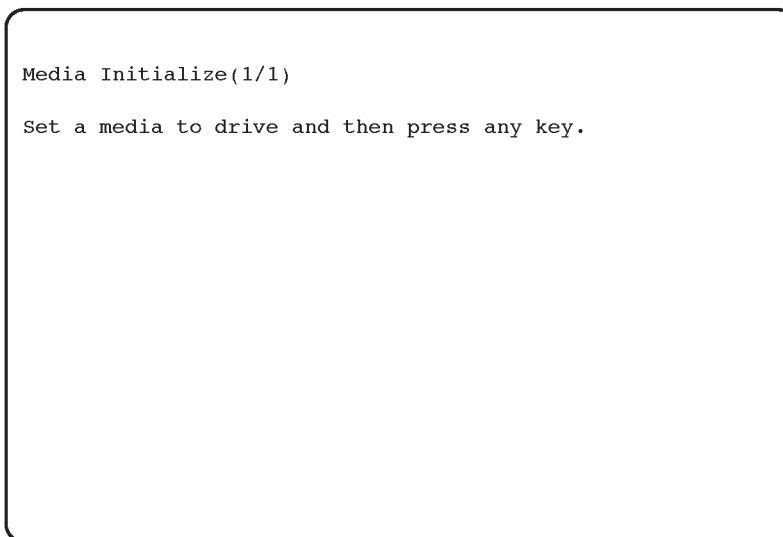 Media Initialize(1/1)
Set a media to drive and then press any key.